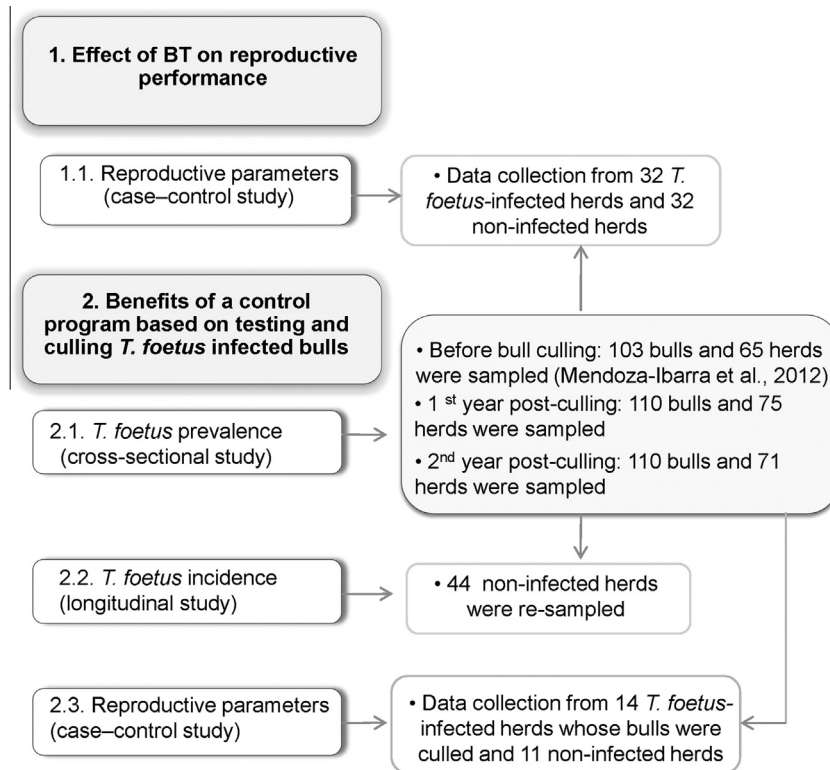 1. Effect of BT on reproductive
performance
1.1. Reproductive parameters
(case–control study)
• Data collection from 32 T.
foetus-infected herds and 32
non-infected herds
2. Benefits of a control
program based on testing and
culling T. foetus infected bulls
• Before bull culling: 103 bulls and 65 herds
were sampled (Mendoza-Ibarra et al., 2012)
• 1 st year post-culling: 110 bulls and 75
herds were sampled
• 2nd year post-culling: 110 bulls and 71
herds were sampled
2.1. T. foetus prevalence
(cross-sectional study)
2.2. T. foetus incidence
(longitudinal study)
• 44 non-infected herds
were re-sampled
2.3. Reproductive parameters
(case–control study)
• Data collection from 14 T. foetus-
infected herds whose bulls were
culled and 11 non-infected herds